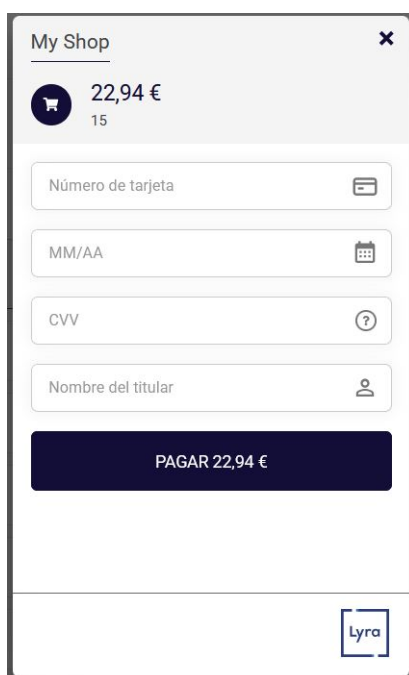 My Shop
22,94 €
15
Número de tarjeta
MM/AA
CVV
Nombre del titular
PAGAR 22,94 €
Lyra